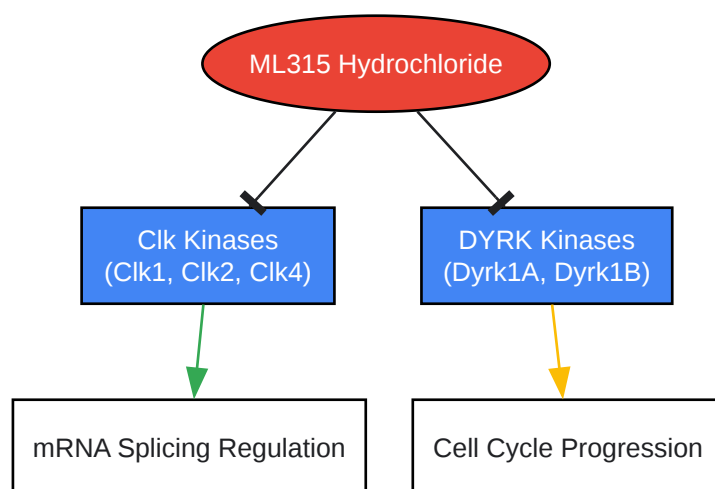 ML315 Hydrochloride
Clk Kinases
(Clk1, Clk2, Clk4)
DYRK Kinases
(Dyrk1A, Dyrk1B)
mRNA Splicing Regulation
Cell Cycle Progression